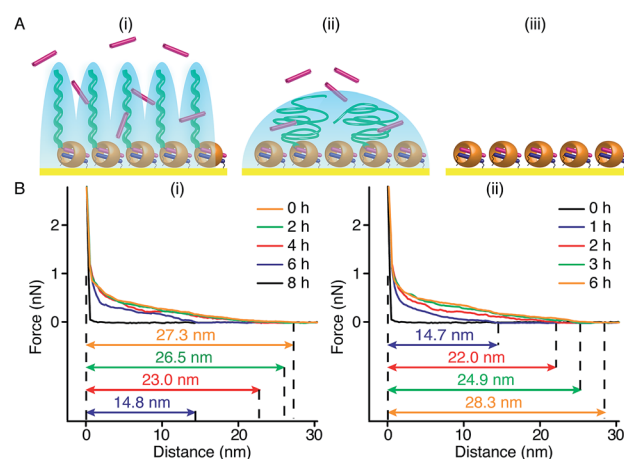 A
(i)
(ii)
(iii)
B
(i)
Force (nN)
2
1
0
0 h
2 h
4 h
6 h
8 h
27.3 nm
26.5 nm
23.0 nm
14.8 nm
0
10
20
30
Distance (nm)
(ii)
Force (nN)
2
1
0
0 h
1 h
2 h
3 h
6 h
14.7 nm
22.0 nm
24.9 nm
28.3 nm
0
10
20
30
Distance (nm)